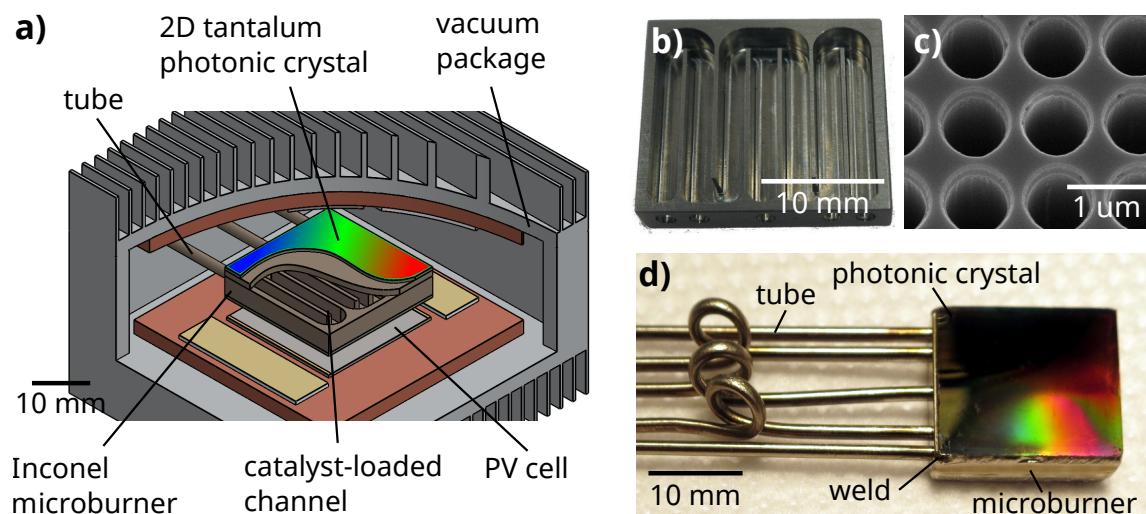 a)
2D tantalum
photonic crystal
vacuum
package
tube
10 mm
Inconel
microburner
catalyst-loaded
channel
PV cell
b)
10 mm
c)
1 um
d)
photonic crystal
tube
10 mm
weld
microburner